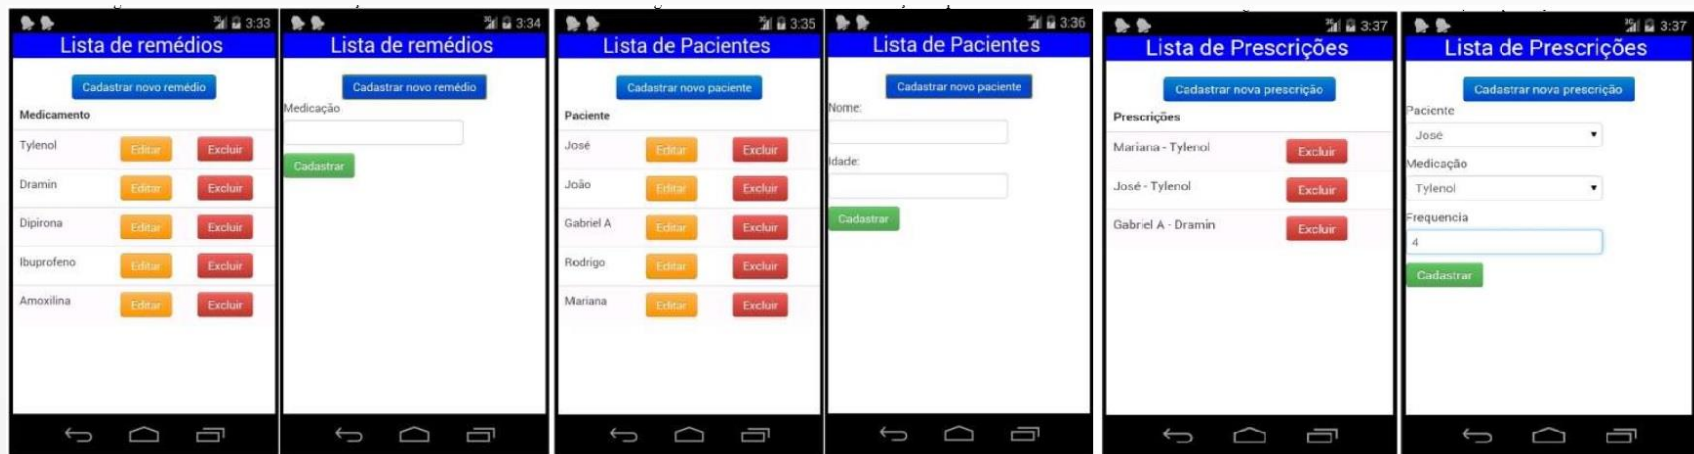 3:33
Lista de remédios
Cadastrar novo remédio
Medicamento
Tylenol Editar Excluir
Dramin Editar Excluir
Dipirona Editar Excluir
Ibuprofeno Editar Excluir
Amoxilina Editar Excluir
3G 3:34
Lista de remédios
Cadastrar novo remédio
Medicação
Cadastrar
3G 3:35
Lista de Pacientes
Cadastrar novo paciente
Paciente
José Editar Excluir
João Editar Excluir
Gabriel A Editar Excluir
Rodrigo Editar Excluir
Mariana Editar Excluir
3G 3:36
Lista de Pacientes
Cadastrar novo paciente
Nome:
Idade:
Cadastrar
3G 3:37
Lista de Prescrições
Cadastrar nova prescrição
Prescrições
Mariana - Tylenol Excluir
José - Tylenol Excluir
Gabriel A - Dramin Excluir
3G 3:37
Lista de Prescrições
Cadastrar nova prescrição
Paciente
José
Medicação
Tylenol
Frequencia
4
Cadastrar